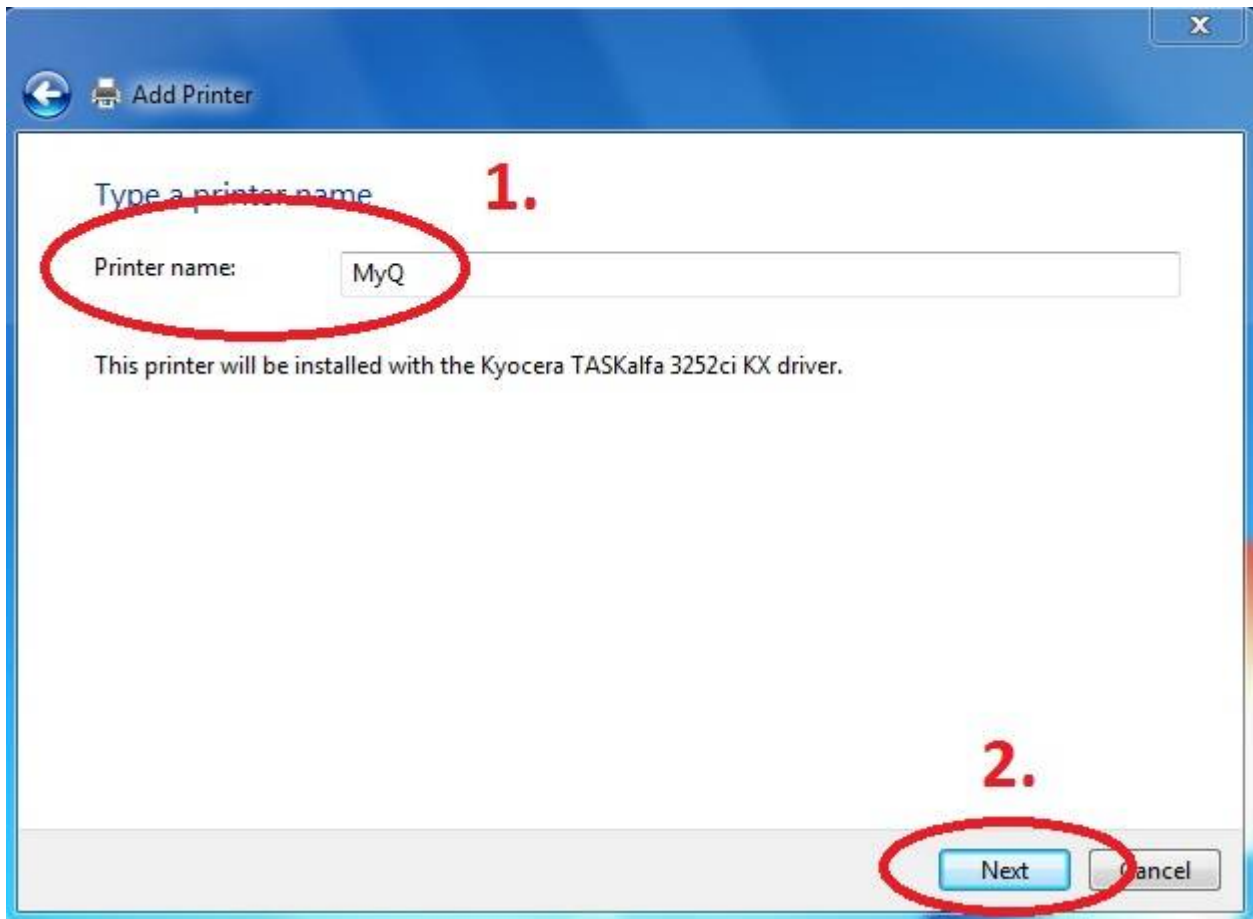 X
Add Printer
Type a printer name
1.
Printer name:
MyQ
This printer will be installed with the Kyocera TASKalfa 3252ci KX driver.
2.
Next
Cancel